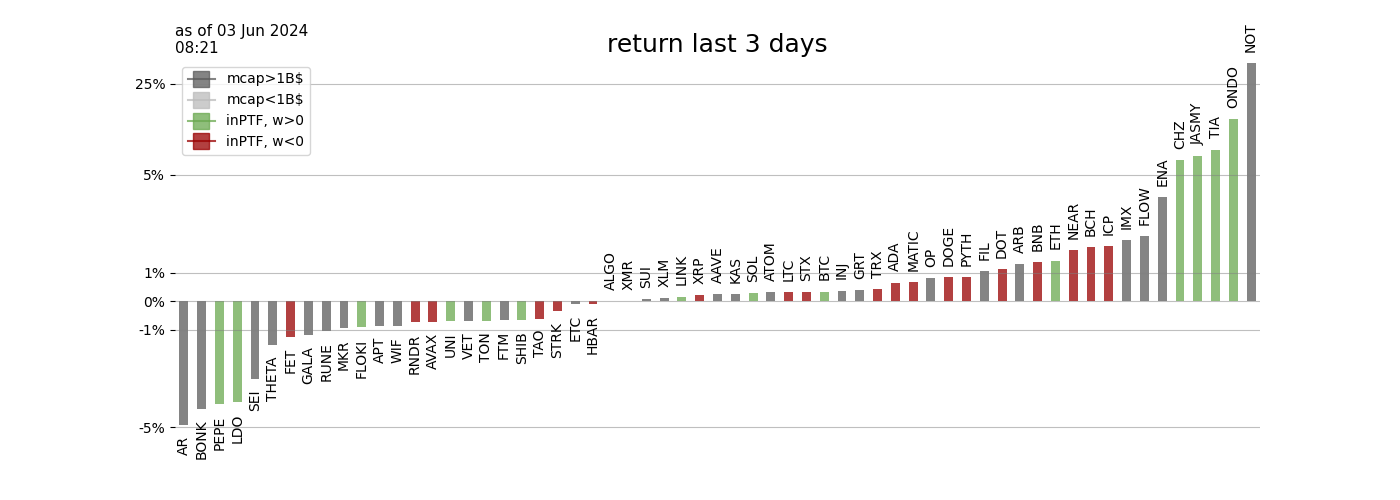 as of 03 Jun 2024
08:21
return last 3 days
mcap>1B$
mcap<1B$
inPTF, w>0
inPTF, w<0
25%
5%
1%
0%
-1%
-5%
AR
BONK
PEPE
LDO
SEI
THETA
FET
GALA
RUNE
MKR
FLOKI
APT
WIF
RNDR
AVAX
UNI
VET
TON
FTM
SHIB
TAO
STRK
ETC
HBAR
ALGO
XMR
SUI
XLM
LINK
XRP
AAVE
KAS
SOL
ATOM
LTC
STX
BTC
INJ
GRT
TRX
ADA
MATIC
OP
DOGE
PYTH
FIL
DOT
ARB
BNB
ETH
NEAR
BCH
ICP
IMX
FLOW
ENA
CHZ
JASMY
TIA
ONDO
NOT